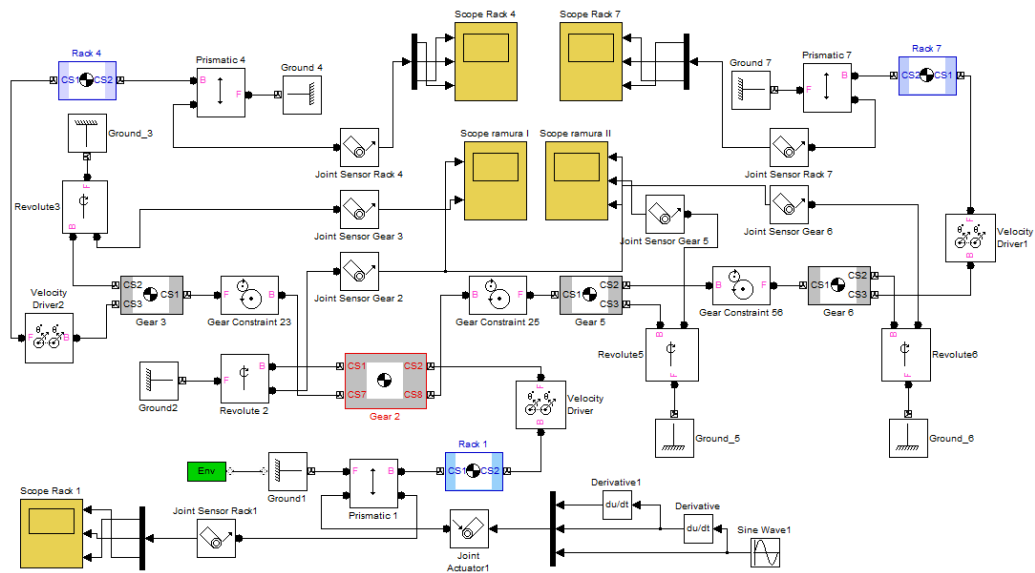 Scope Rack 4
Scope Rack 7
Rack 4
CS1 CS2
Prismatic 4
B
F
Ground 4
Ground 7
Prismatic 7
B
F
Rack 7
CS2 CS1
Ground_3
Joint Sensor Rack 4
Joint Sensor Rack 7
Scope ramura I
Scope ramura II
F
B
Revolute3
Joint Sensor Gear 3
Joint Sensor Gear 5
Joint Sensor Gear 6
F
B
Velocity
Driver1
Joint Sensor Gear 2
Velocity
Driver2
F
B
CS2
CS3
CS1
Gear 3
F
B
Gear Constraint 23
B
F
Gear Constraint 25
CS1
CS2
CS3
Gear 5
B
F
Gear Constraint 56
CS1
CS2
CS3
Gear 6
B
F
Revolute5
B
F
Revolute6
Ground2
F
B
Revolute 2
CS1
CS2
CS7
CS8
Gear 2
F
B
Velocity
Driver
Ground_5
Ground_6
Env
Ground1
F
B
Prismatic 1
Rack 1
CS1 CS2
Scope Rack 1
Joint Sensor Rack1
Joint
Actuator1
Derivative1
du/dt
Derivative
du/dt
Sine Wave1